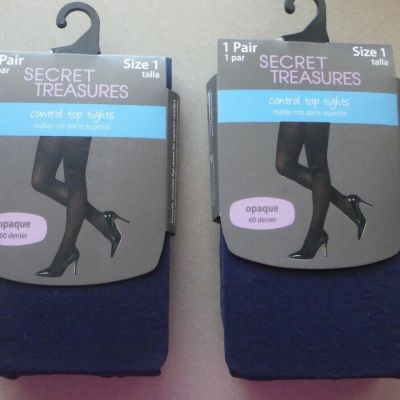 Pair
par
Size 1
talla
SECRET
TREASURES
control top tights
mallas con parte superior
opaque
60 denier
1 Pair
1 par
Size 1
talla
SECRET
TREASURES
control top tights
mallas con parte superior
opaque
60 denier